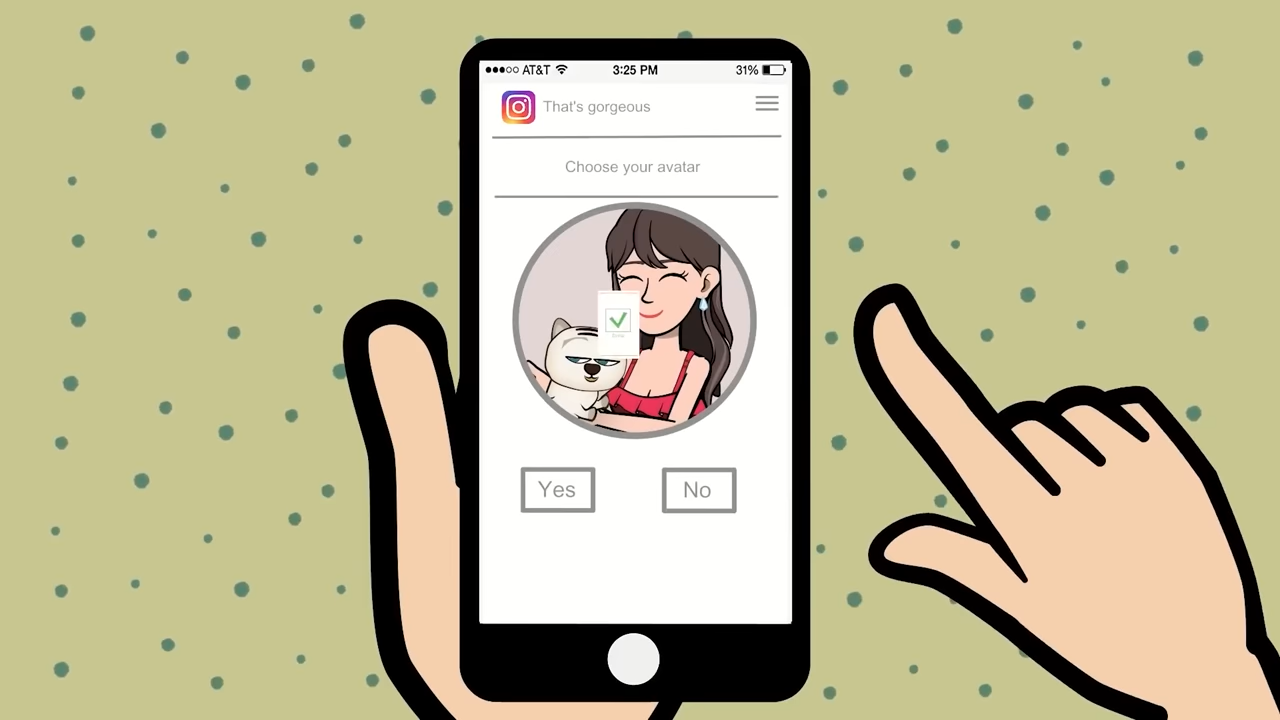 AT&T 3:25 PM 31%
That's gorgeous
Choose your avatar
Yes No